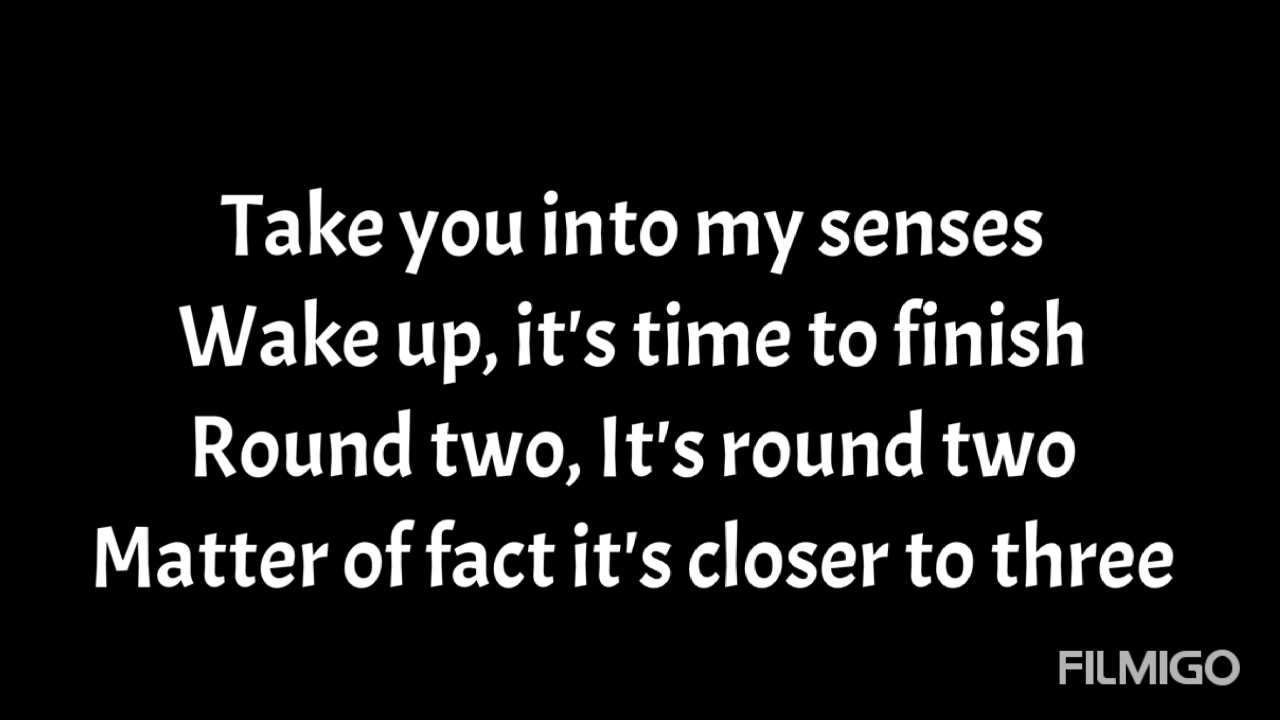 Take you into my senses
Wake up, it's time to finish
Round two, It's round two
Matter of fact it's closer to three
FILMIGO